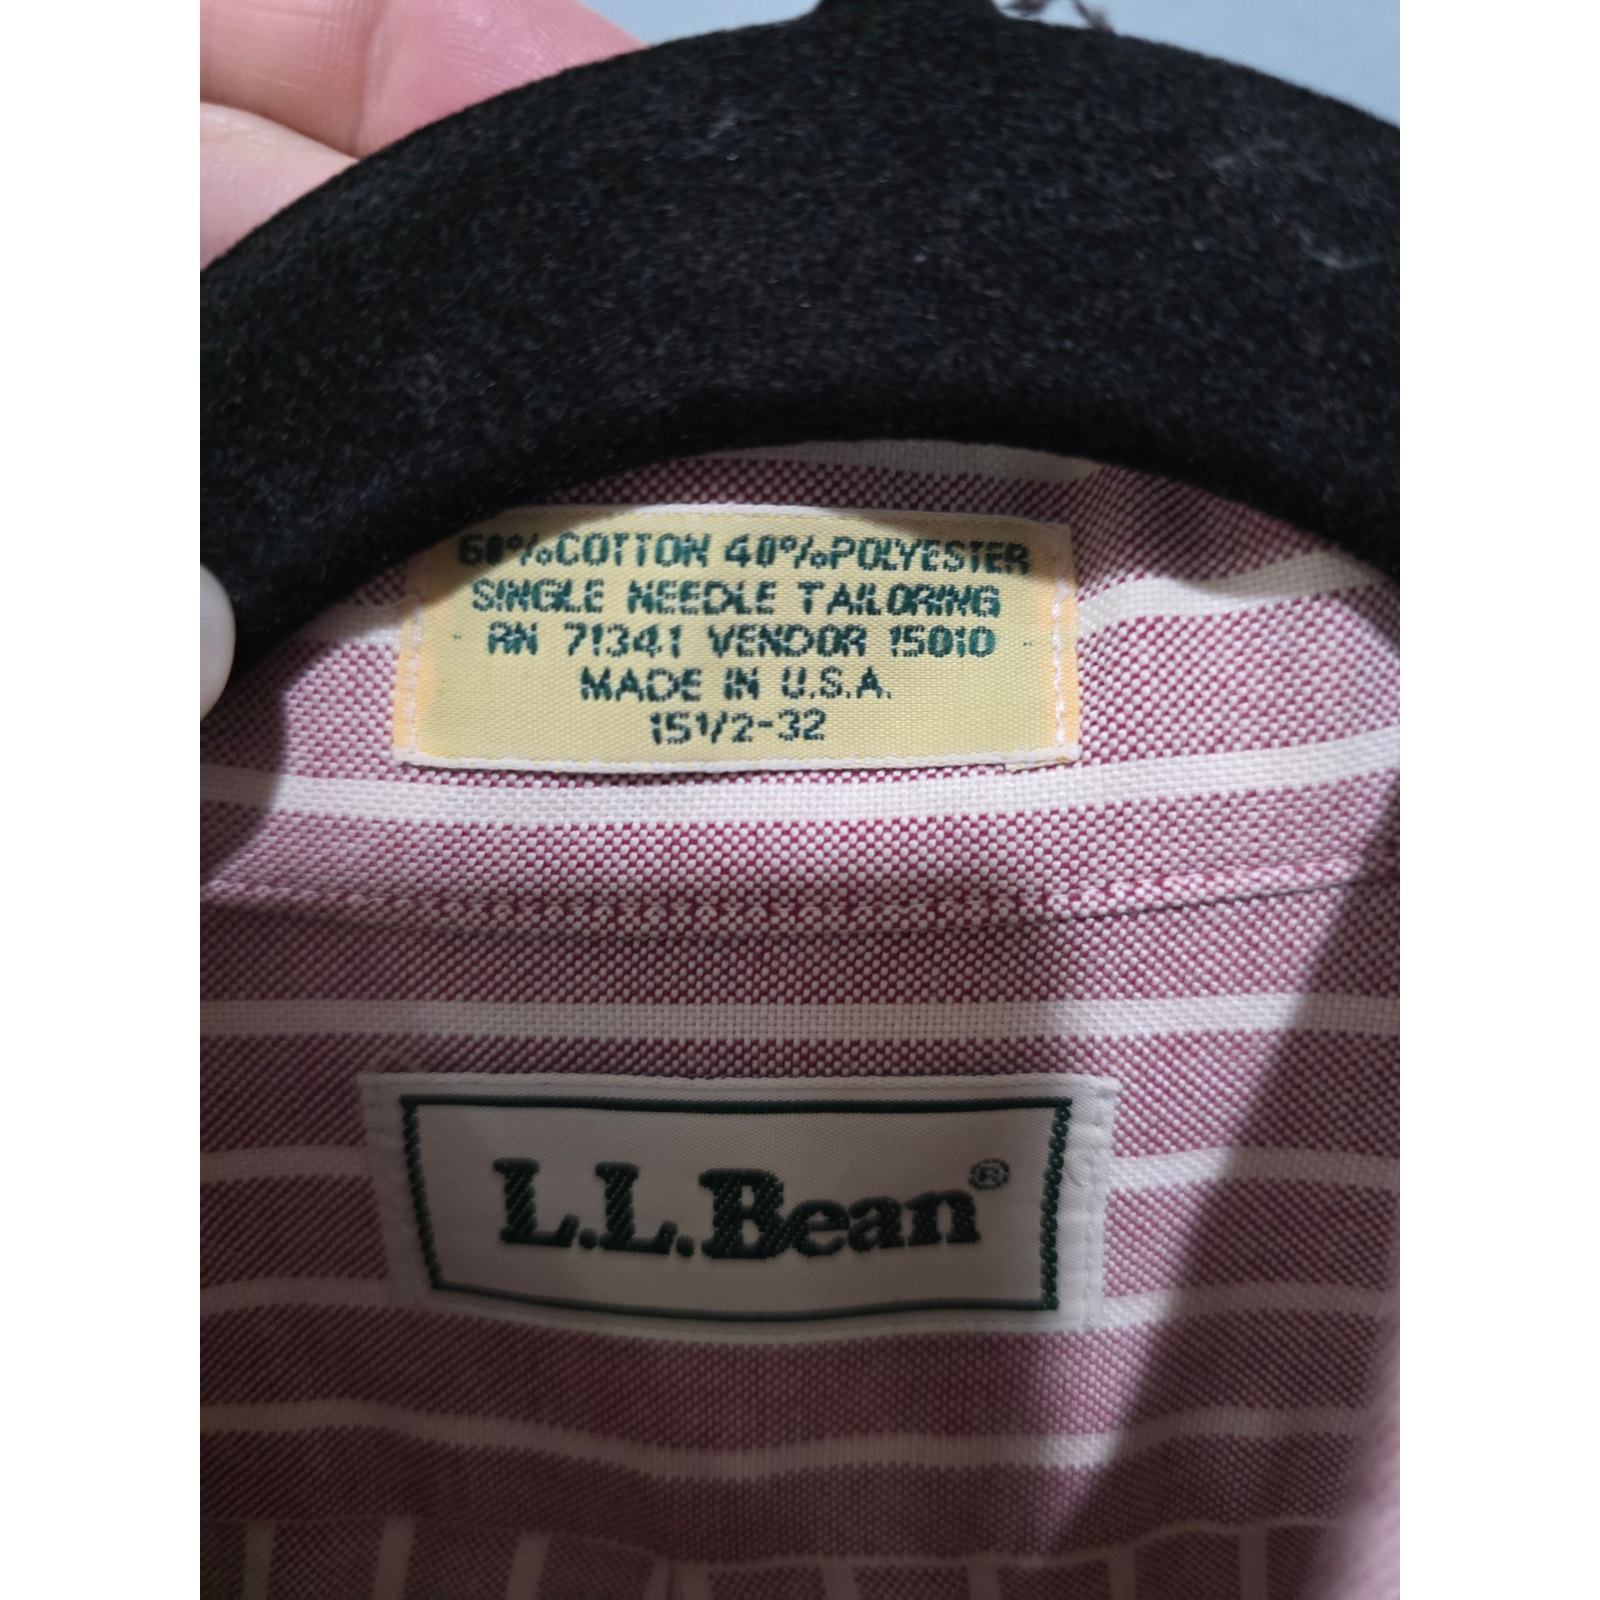 60%COTTON 40%POLYESTER
SINGLE NEEDLE TAILORING
RN 71341 VENDOR 15010
MADE IN U.S.A.
15 1/2-32
L.L.Bean®